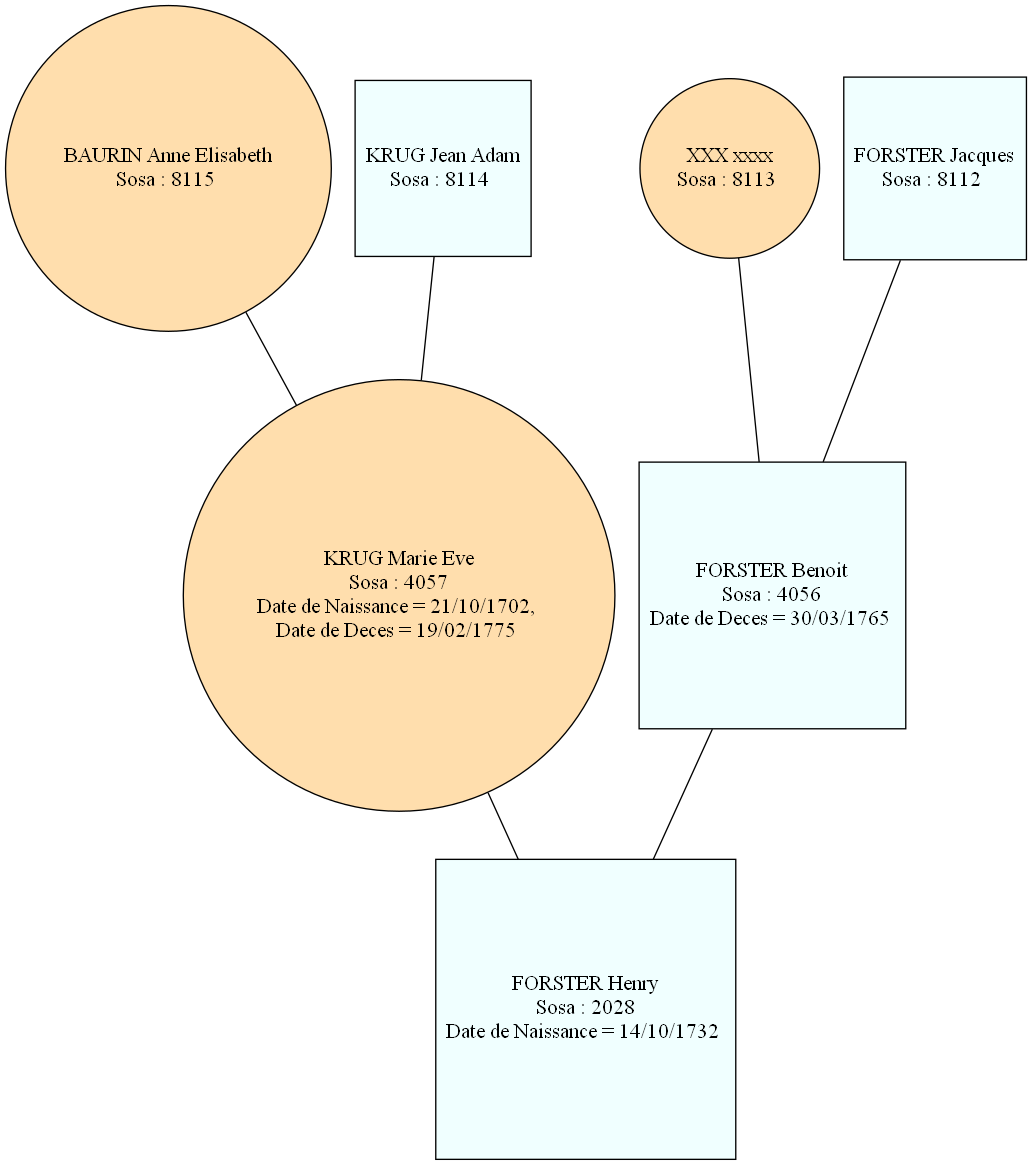 BAURIN Anne Elisabeth
Sosa : 8115
KRUG Jean Adam
Sosa : 8114
XXX xxxx
Sosa : 8113
FORSTER Jacques
Sosa : 8112
KRUG Marie Eve
Sosa : 4057
Date de Naissance = 21/10/1702,
Date de Deces = 19/02/1775
FORSTER Benoit
Sosa : 4056
Date de Deces = 30/03/1765
FORSTER Henry
Sosa : 2028
Date de Naissance = 14/10/1732